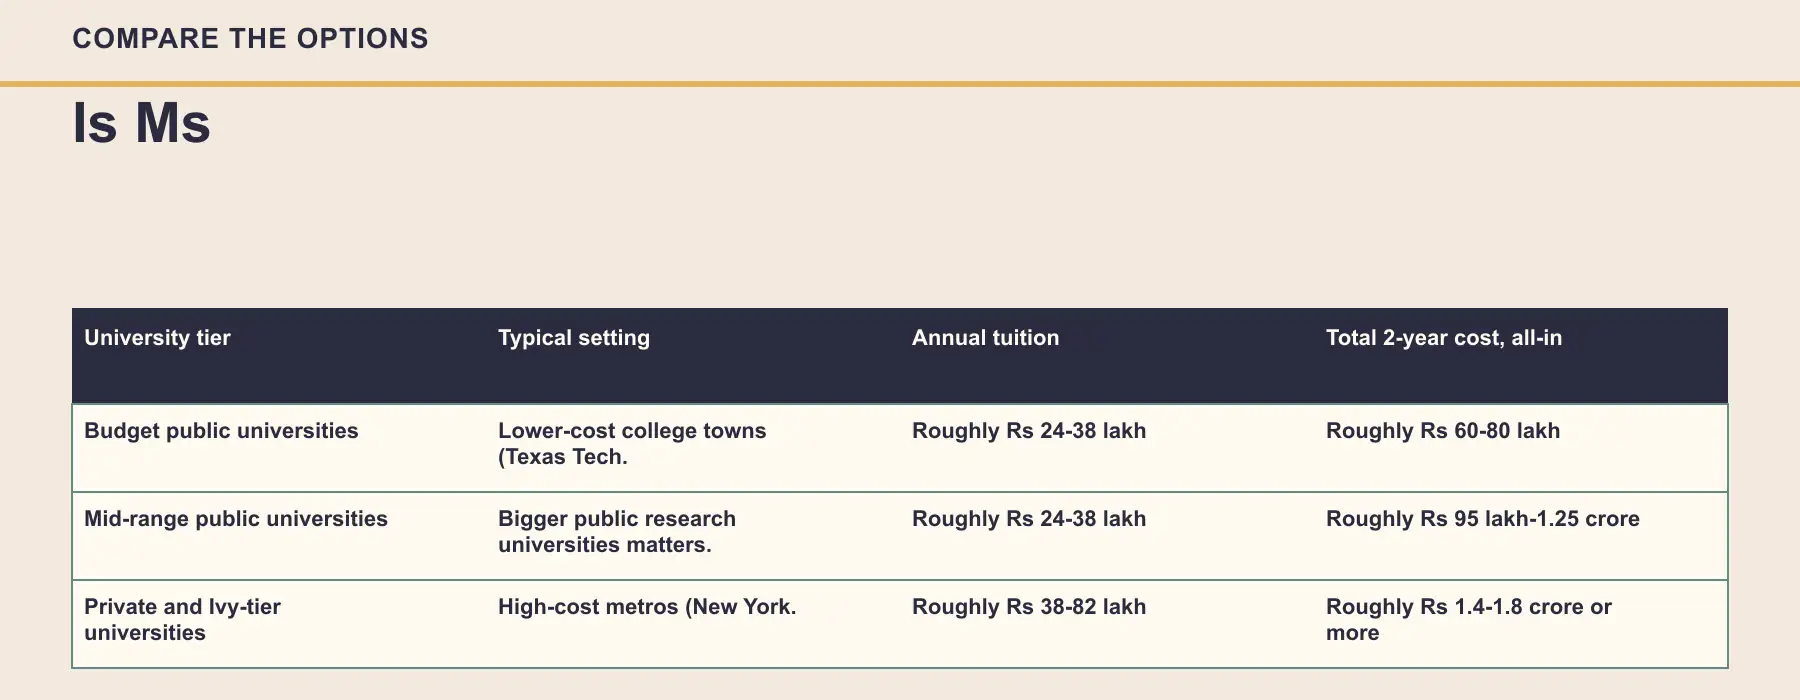 COMPARE THE OPTIONS
Is Ms
University tier Typical setting Annual tuition Total 2-year cost, all-in
Budget public universities Lower-cost college towns Roughly Rs 24-38 lakh Roughly Rs 60-80 lakh
(Texas Tech.
Mid-range public universities Bigger public research Roughly Rs 24-38 lakh Roughly Rs 95 lakh-1.25 crore
universities matters.
Private and Ivy-tier High-cost metros (New York. Roughly Rs 38-82 lakh Roughly Rs 1.4-1.8 crore or
universities more